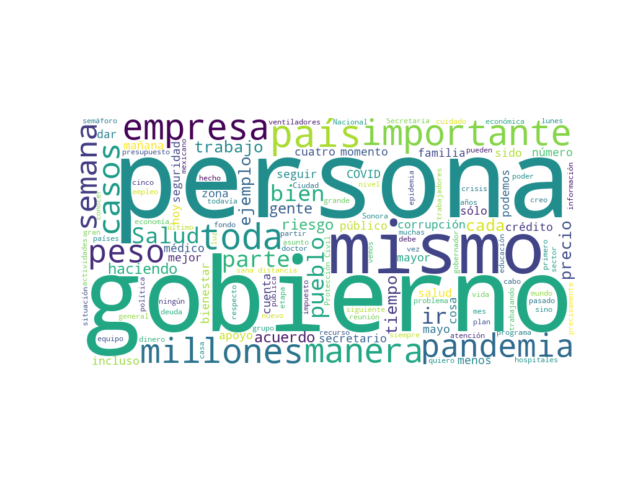 semáforo
ventiladores
Nacional
Secretaría
cuidado
económica
lunes
empresa
país
importante
dar
mañana
trabajo
cuatro
momento
familia
pueden
sido
número
presupuesto
semana
casos
cinco
empleo
seguridad
hecho
mexicano
ejemplo
zona
todavía
seguir
bien
Ciudad
gente
COVID
grande
nivel
persona
epidemia
trabajadores
crisis
años
sólo
podemos
poder
creo
mundo
información
economía
hoy
último
fondo
riesgo
asunto
público
Sonora
corrupción
cada
crédito
precio
países
salud
toda
pueblo
Protección Civil
vemos
mismo
debe
mayor
gobernador
educación
primero
sector
peso
médico
mejor
parte
haciendo
sana distancia
tiempo
salud
cosa
problema
vida
cabo
pasado
sino
trabajando
situación
actividades
política
ningún
deuda
bienestar
respecto
cuenta
pública
nuevo
impuesto
etapa
doctor
partir
muchas
vez
siguiente
reunión
gobierno
ir
mes
plan
programa
precisamente
general
apoyo
grupo
recurso
siempre
mayo
atención
equipo
dinero
casa
acuerdo
secretario
incluso
millones
manera
quiero
menos
pandemia
hospitales